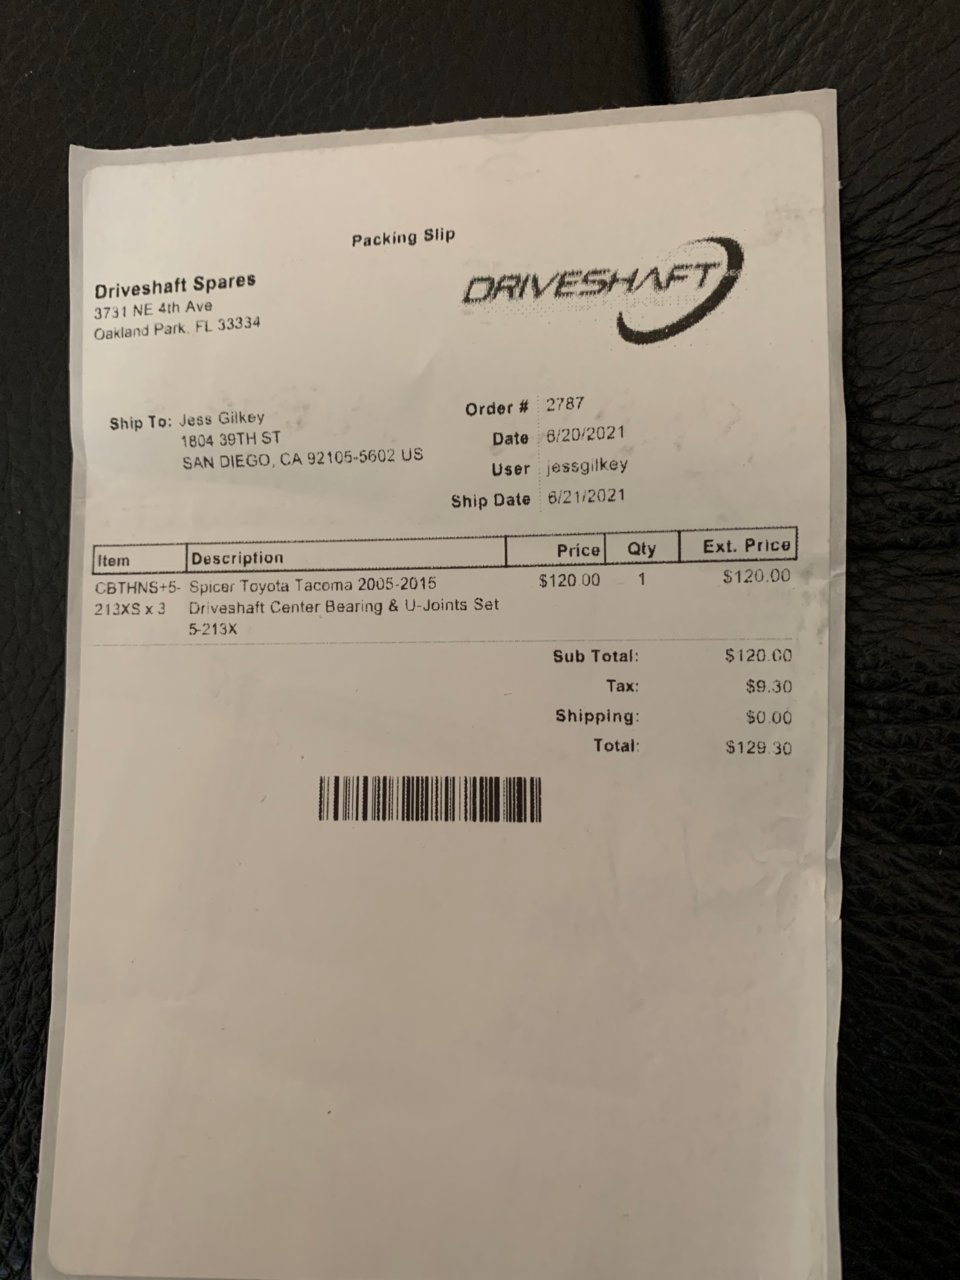 Packing Slip
Driveshaft Spares
3731 NE 4th Ave
Oakland Park, FL 33334
DRIVESHAFT
Ship To: Jess Gilkey
1804 39TH ST
SAN DIEGO, CA 92105-5602 US
Order # 2787
Date 6/20/2021
User jessgilkey
Ship Date 6/21/2021
Item Description Price Qty Ext. Price
CBTHNS+5- Spicer Toyota Tacoma 2005-2015 $120.00 1 $120.00
213XS x 3 Driveshaft Center Bearing & U-Joints Set
5-213X
Sub Total: $120.00
Tax: $9.30
Shipping: $0.00
Total: $129.30